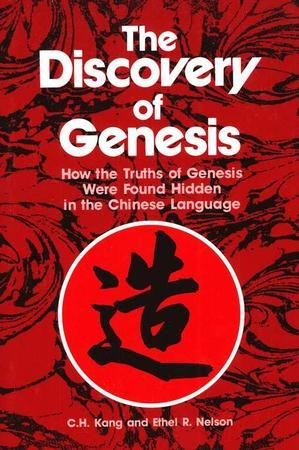 The
Discovery
of
Genesis
How the Truths of Genesis
Were Found Hidden
in the Chinese Language
造
C.H. Kang and Ethel R. Nelson